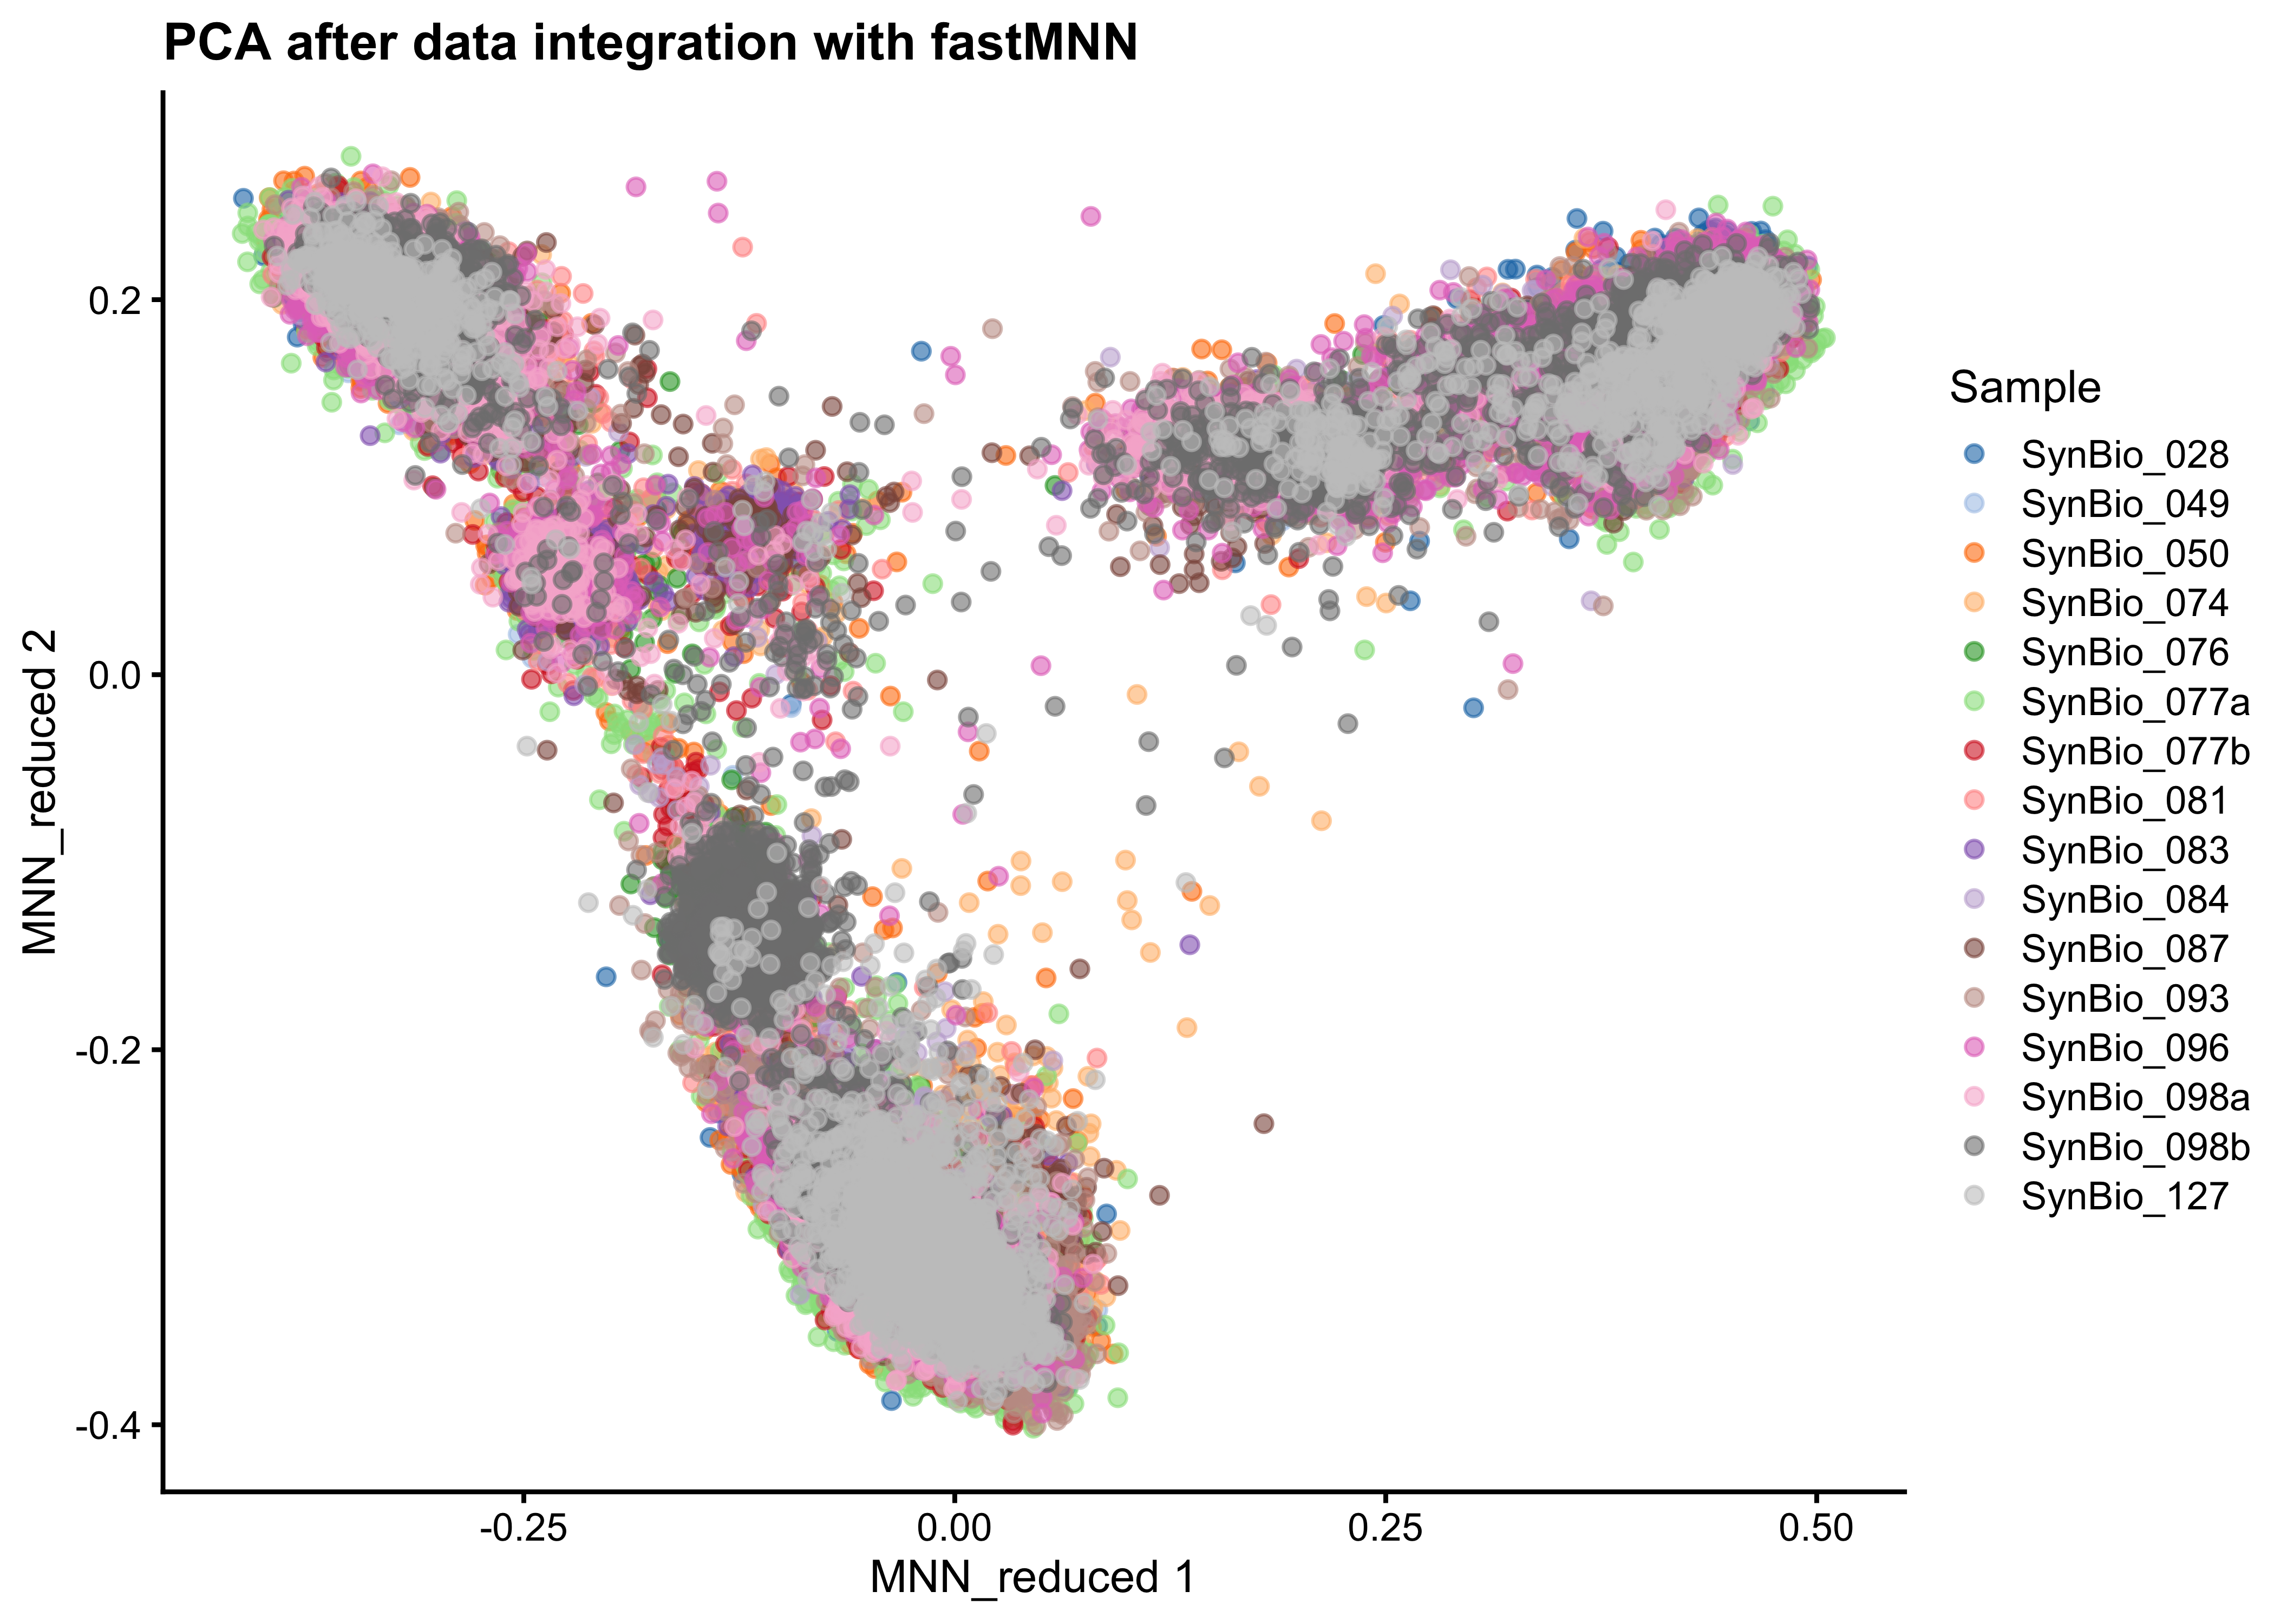 PCA after data integration with fastMNN
MNN_reduced 2
0.2
0.0
-0.2
-0.4
-0.25
0.00
0.25
0.50
MNN_reduced 1
Sample
SynBio_028
SynBio_049
SynBio_050
SynBio_074
SynBio_076
SynBio_077a
SynBio_077b
SynBio_081
SynBio_083
SynBio_084
SynBio_087
SynBio_093
SynBio_096
SynBio_098a
SynBio_098b
SynBio_127